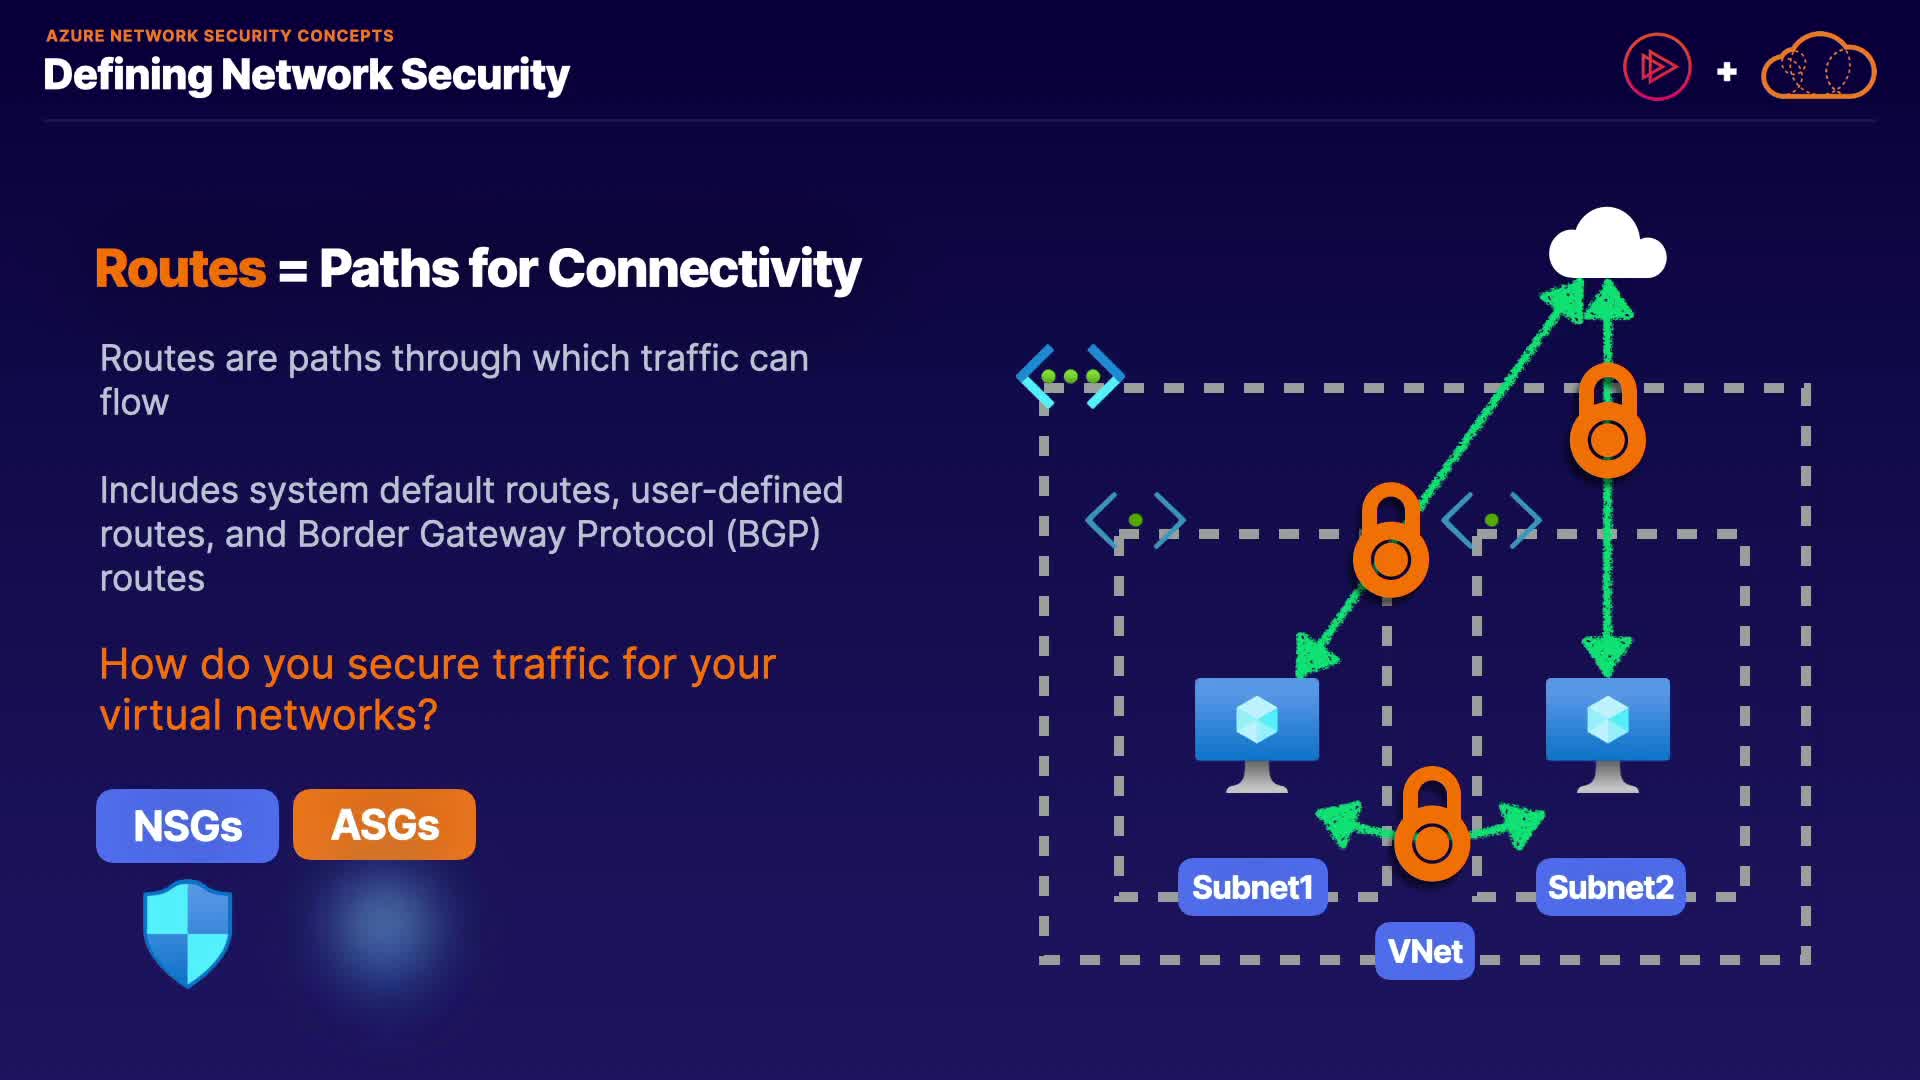 AZURE NETWORK SECURITY CONCEPTS
Defining Network Security
Routes = Paths for Connectivity
Routes are paths through which traffic can
flow
Includes system default routes, user-defined
routes, and Border Gateway Protocol (BGP)
routes
How do you secure traffic for your
virtual networks?
NSGs
ASGs
Subnet1
Subnet2
VNet